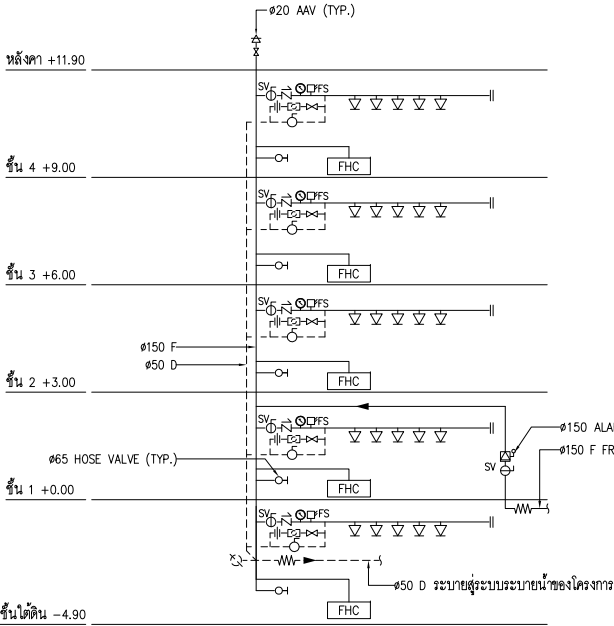 ø20 AAV (TYP.)
หลังคา +11.90
SV FS
FHC
ชั้น 4 +9.00
SV FS
FHC
ชั้น 3 +6.00
SV FS
ø150 F
ø50 D
FHC
ชั้น 2 +3.00
SV FS
ø150 ALA
ø150 F FR
SV
ø65 HOSE VALVE (TYP.)
FHC
ชั้น 1 +0.00
SV FS
ø50 D ระบายสู่ระบบระบายน้ำของโครงการ
FHC
ชั้นใต้ดิน -4.90